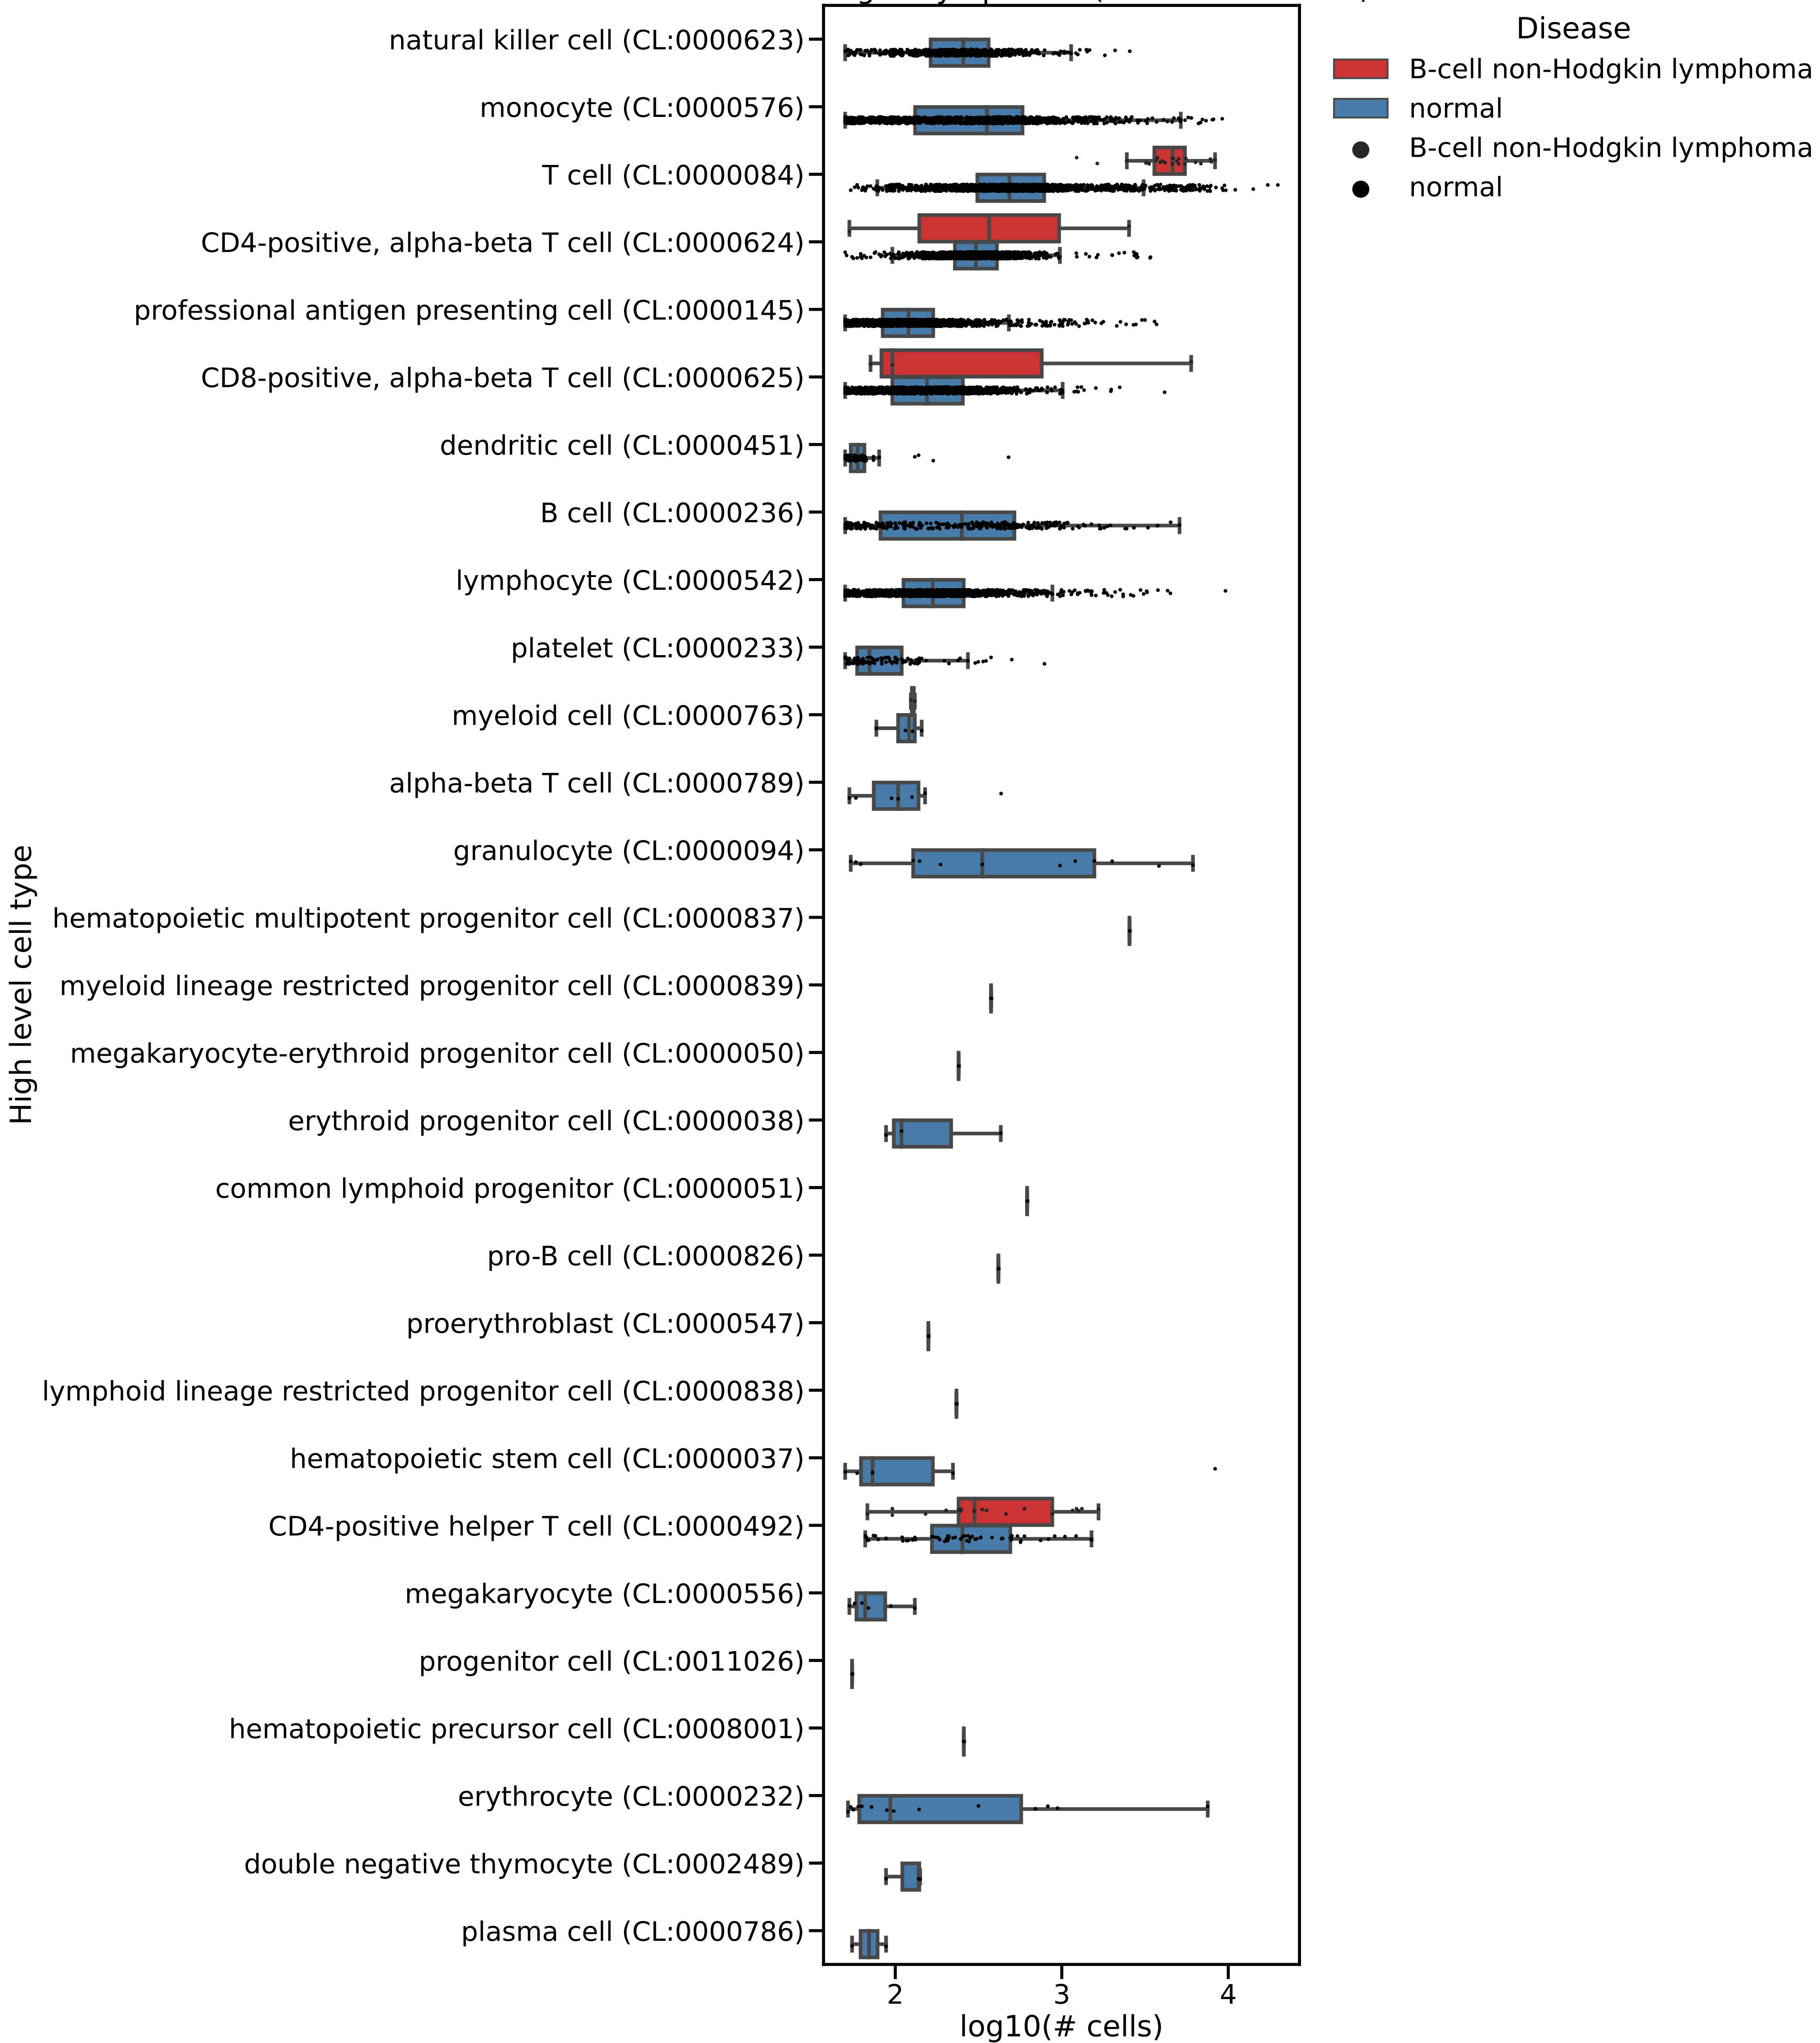 natural killer cell (CL:0000623)
monocyte (CL:0000576)
T cell (CL:0000084)
CD4-positive, alpha-beta T cell (CL:0000624)
professional antigen presenting cell (CL:0000145)
CD8-positive, alpha-beta T cell (CL:0000625)
dendritic cell (CL:0000451)
B cell (CL:0000236)
lymphocyte (CL:0000542)
platelet (CL:0000233)
myeloid cell (CL:0000763)
alpha-beta T cell (CL:0000789)
granulocyte (CL:0000094)
hematopoietic multipotent progenitor cell (CL:0000837)
myeloid lineage restricted progenitor cell (CL:0000839)
megakaryocyte-erythroid progenitor cell (CL:0000050)
erythroid progenitor cell (CL:0000038)
common lymphoid progenitor (CL:0000051)
pro-B cell (CL:0000826)
proerythroblast (CL:0000547)
lymphoid lineage restricted progenitor cell (CL:0000838)
hematopoietic stem cell (CL:0000037)
CD4-positive helper T cell (CL:0000492)
megakaryocyte (CL:0000556)
progenitor cell (CL:0011026)
hematopoietic precursor cell (CL:0008001)
erythrocyte (CL:0000232)
double negative thymocyte (CL:0002489)
plasma cell (CL:0000786)
High level cell type
2 3 4
log10(# cells)
Disease
B-cell non-Hodgkin lymphoma
normal
B-cell non-Hodgkin lymphoma
normal